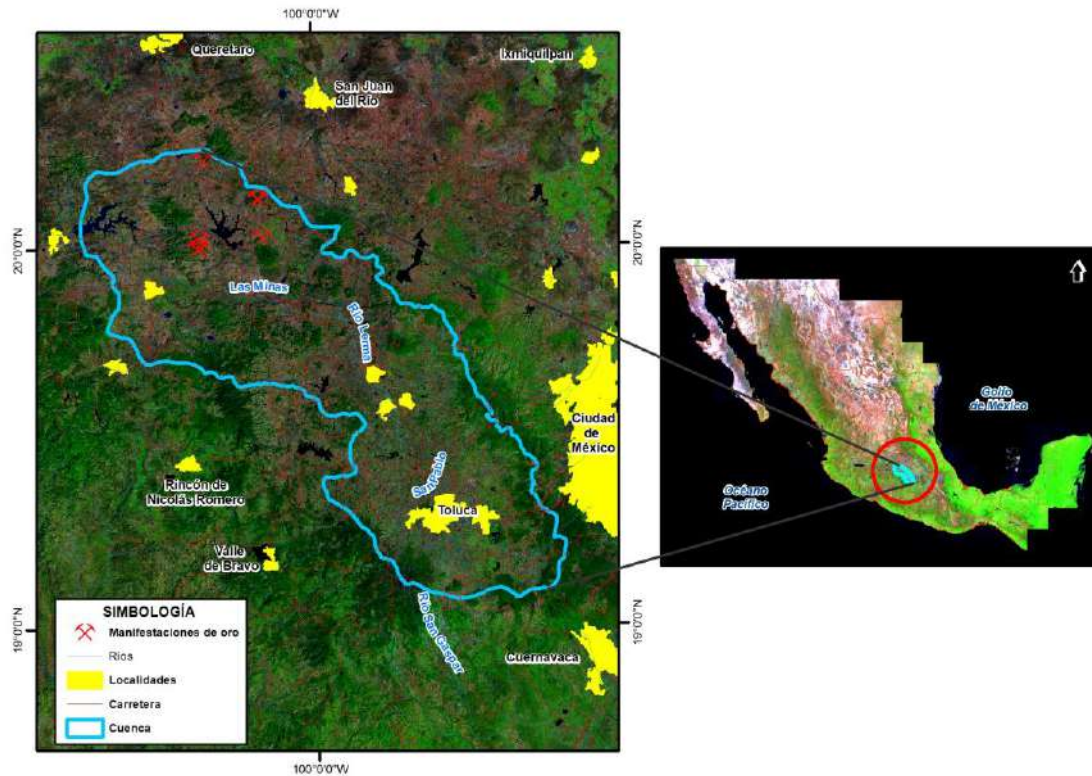 100°0'0"W
Queretaro
Ixmiquilpan
San Juan
del Río
20°0'0"N
20°0'0"N
Las Minas
Río Lerma
Ciudad
de
México
Rincón de
Nicolás Romero
San Pablo
Toluca
Valle
de Bravo
Río San Gaspar
Cuernavaca
19°0'0"N
19°0'0"N
SIMBOLOGÍA
Manifestaciones de oro
Ríos
Localidades
Carretera
Cuenca
100°0'0"W
Golfo
de México
Océano
Pacífico